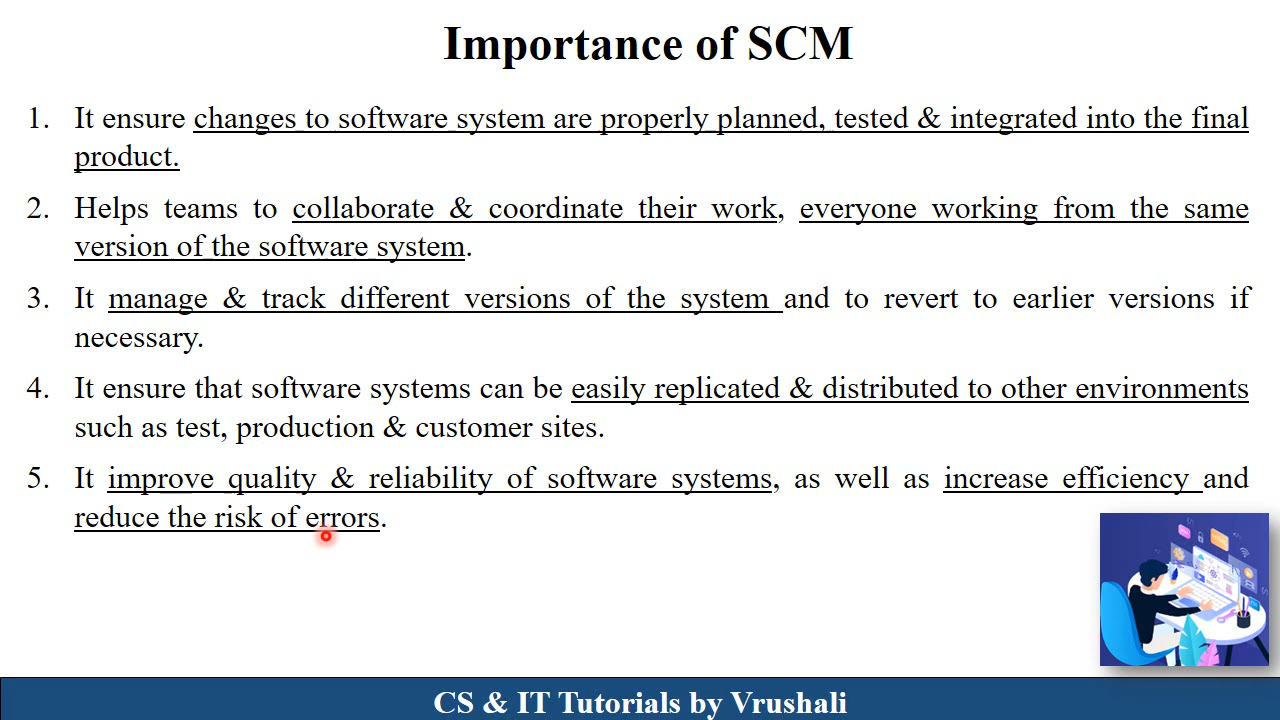 Importance of SCM
1. It ensure changes to software system are properly planned, tested & integrated into the final
product.
2. Helps teams to collaborate & coordinate their work, everyone working from the same
version of the software system.
3. It manage & track different versions of the system and to revert to earlier versions if
necessary.
4. It ensure that software systems can be easily replicated & distributed to other environments
such as test, production & customer sites.
5. It improve quality & reliability of software systems, as well as increase efficiency and
reduce the risk of errors.
CS & IT Tutorials by Vrushali